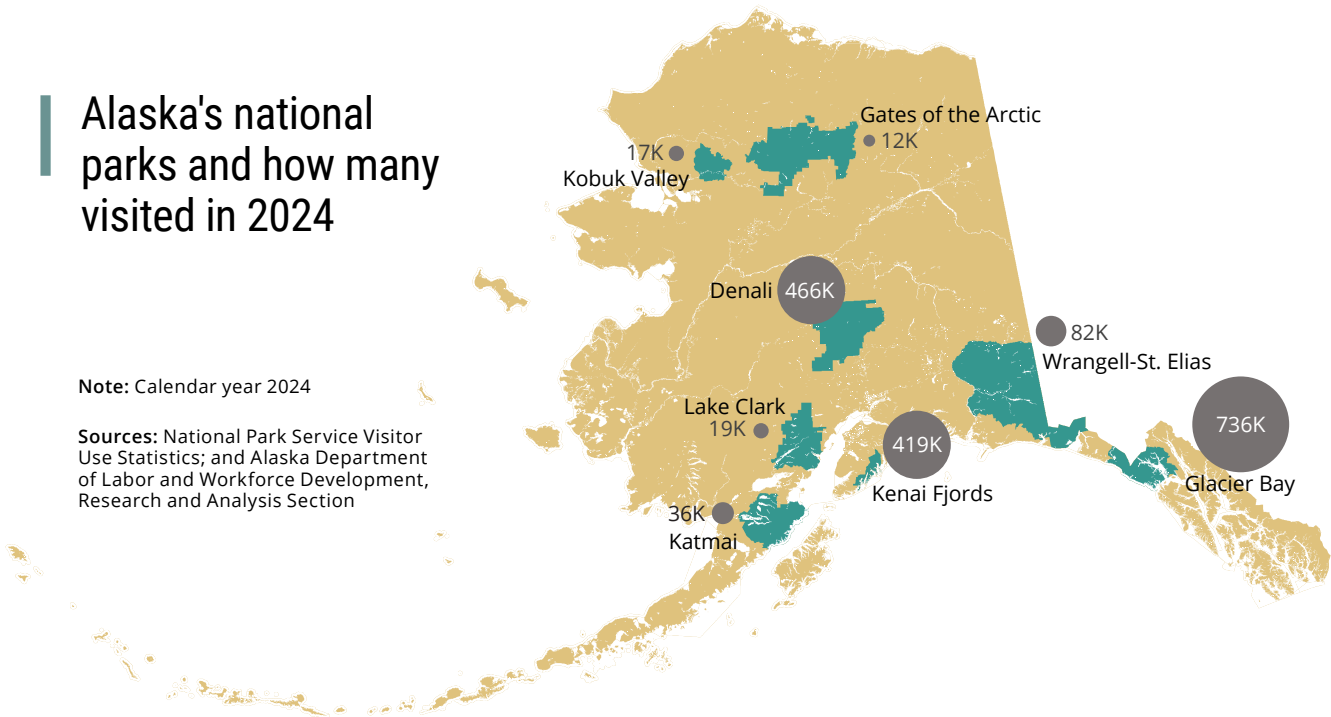 Alaska's national
parks and how many
visited in 2024
Gates of the Arctic
12K
17K
Kobuk Valley
Denali
466K
82K
Wrangell-St. Elias
Note: Calendar year 2024
Lake Clark
19K
419K
Kenai Fjords
736K
Glacier Bay
Sources: National Park Service Visitor
Use Statistics; and Alaska Department
of Labor and Workforce Development,
Research and Analysis Section
36K
Katmai